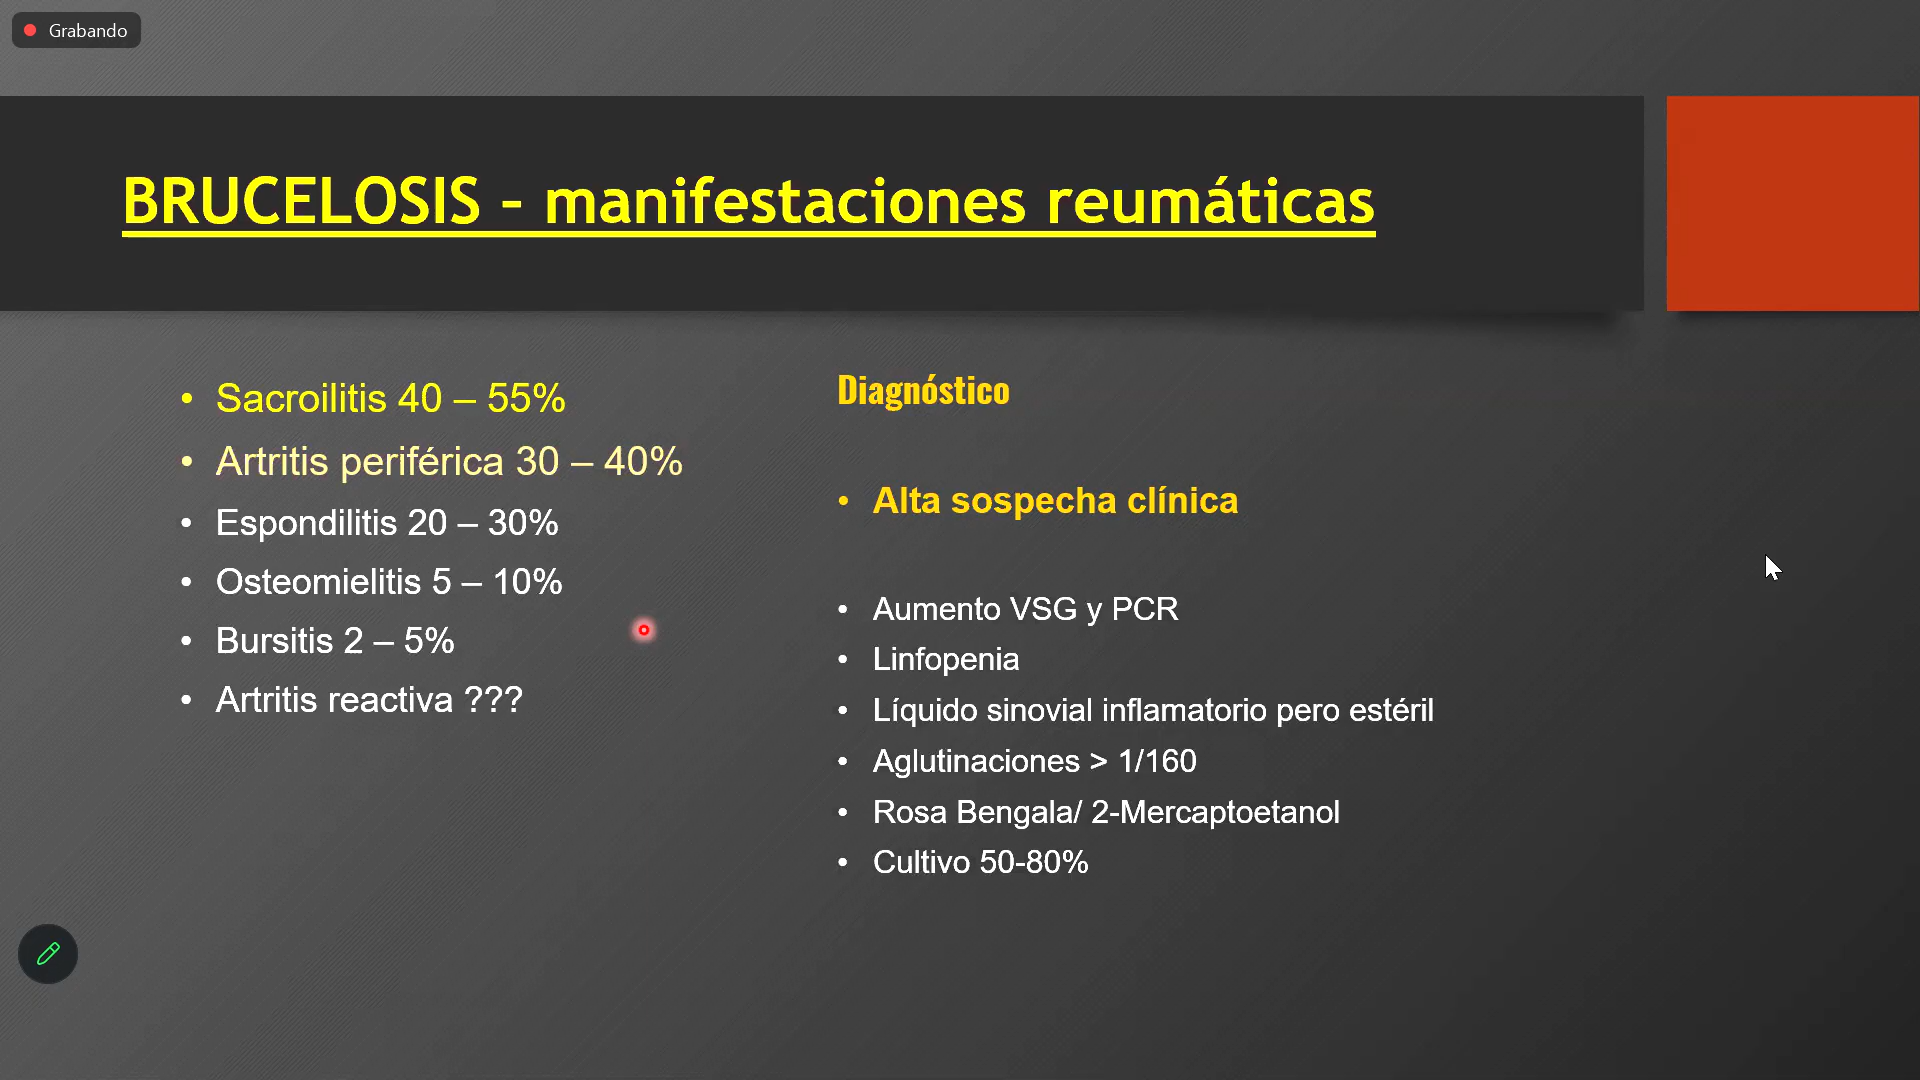 Grabando
BRUCELOSIS – manifestaciones reumáticas
• Sacroilitis 40 – 55%
• Artritis periférica 30 – 40%
• Espondilitis 20 – 30%
• Osteomielitis 5 – 10%
• Bursitis 2 – 5%
• Artritis reactiva ???
Diagnóstico
• Alta sospecha clínica
• Aumento VSG y PCR
• Linfopenia
• Líquido sinovial inflamatorio pero estéril
• Aglutinaciones > 1/160
• Rosa Bengala/ 2-Mercaptoetanol
• Cultivo 50-80%